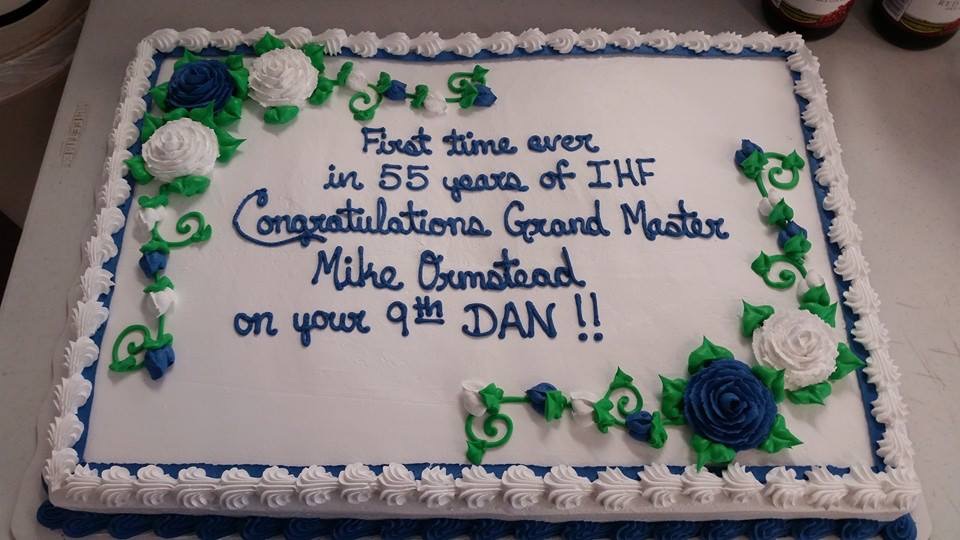 First time ever
in 55 years of IHF
Congratulations Grand Master
Mike Ormstead
on your 9th DAN !!